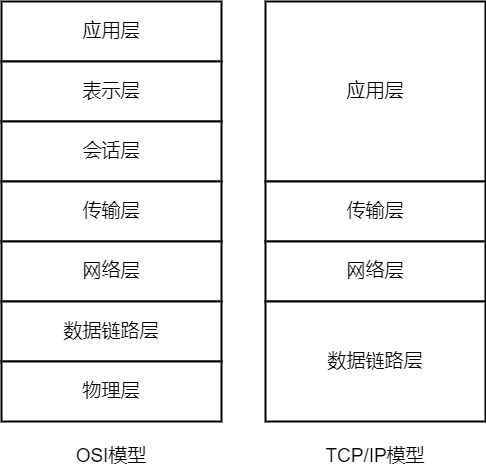 应用层
表示层
会话层
传输层
网络层
数据链路层
物理层
OSI模型
应用层
传输层
网络层
数据链路层
TCP/IP模型